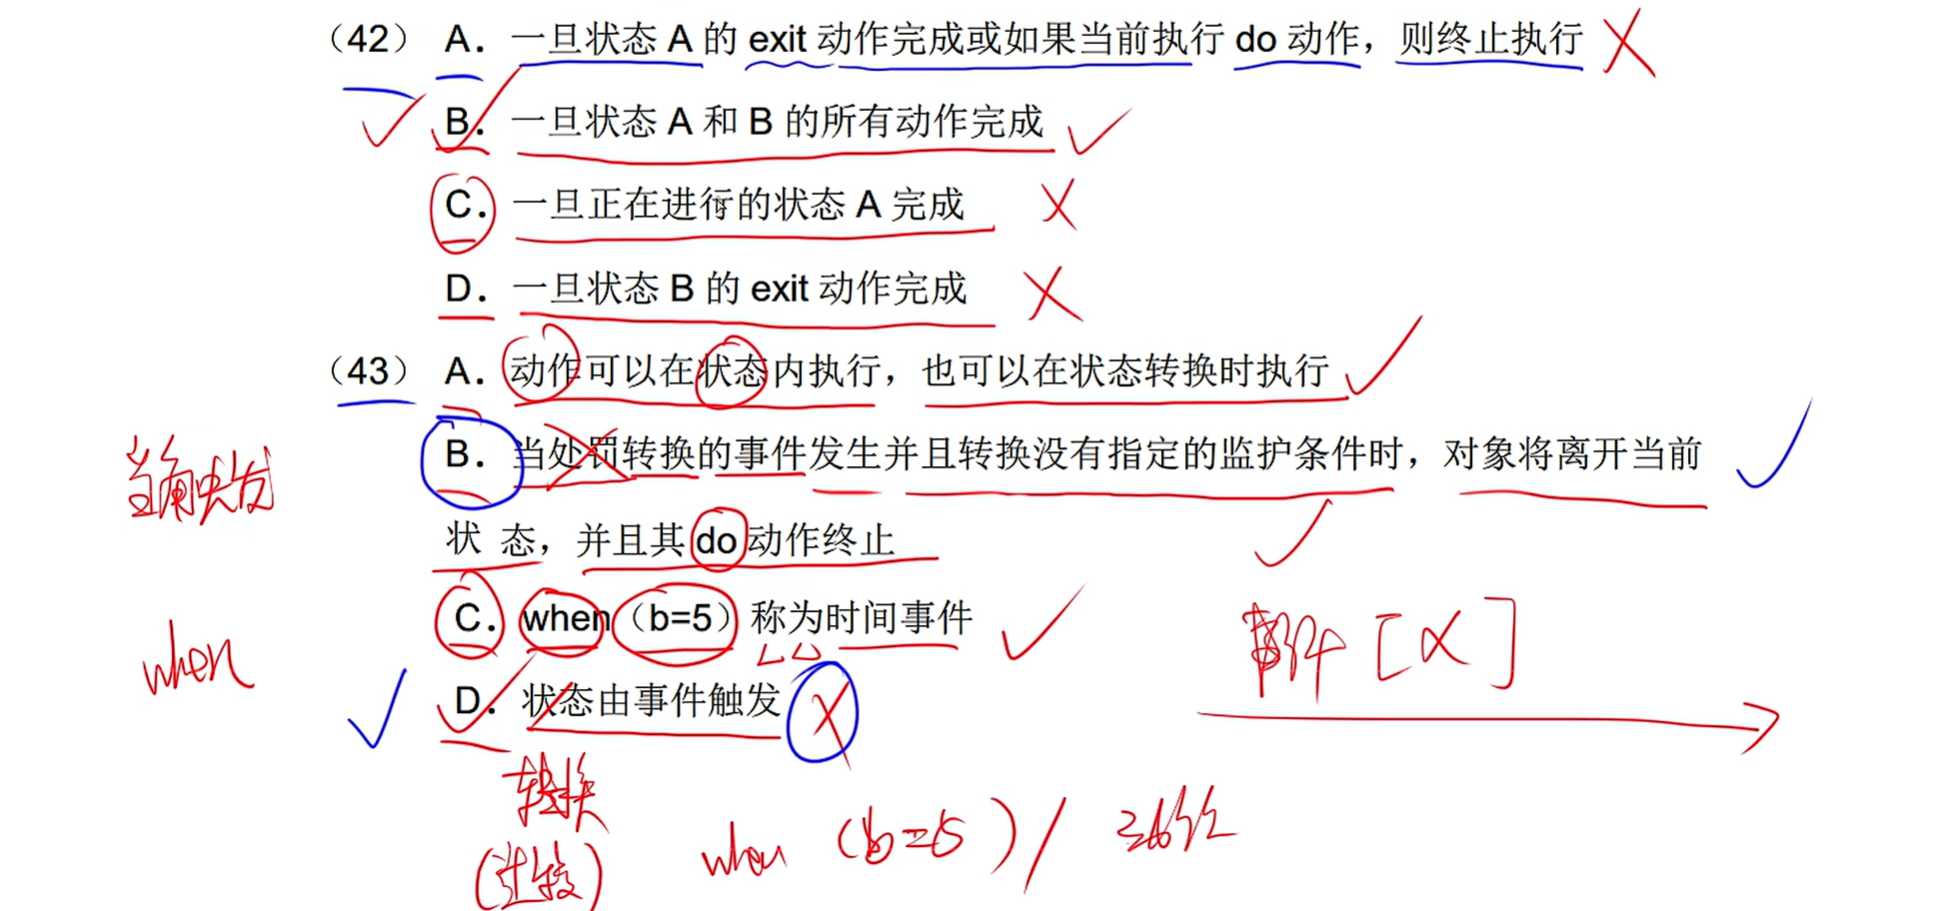 （42） A. 一旦状态 A 的 exit 动作完成或如果当前执行 do 动作，则终止执行
B. 一旦状态 A 和 B 的所有动作完成
C. 一旦正在进行的状态 A 完成
D. 一旦状态 B 的 exit 动作完成
（43） A. 动作可以在状态内执行，也可以在状态转换时执行
B. 当处罚转换的事件发生并且转换没有指定的监护条件时，对象将离开当前
状 态，并且其 do 动作终止
C. when（b=5）称为时间事件
when
事件 [α]
D. 状态由事件触发
转换
when (b=5) /